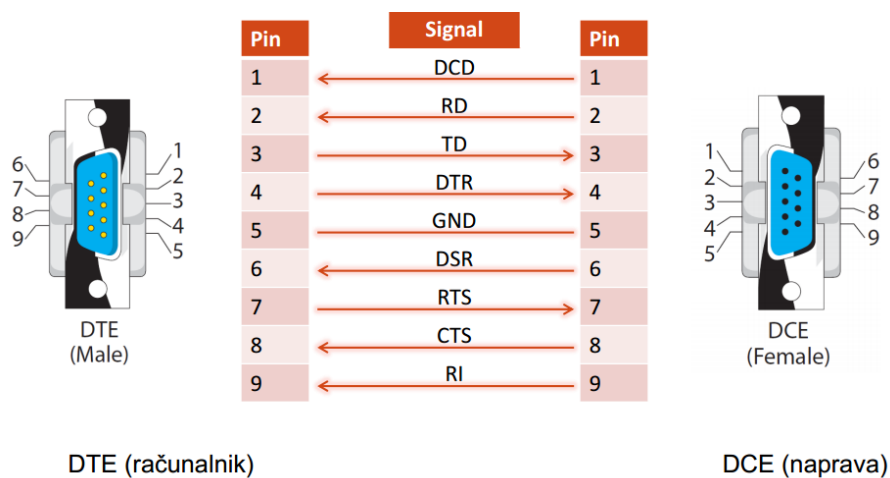 Signal
Pin
Pin
1 DCD 1
2 RD 2
3 TD 3
4 DTR 4
5 GND 5
6 DSR 6
7 RTS 7
8 CTS 8
9 RI 9
6
7
8
9
1
2
3
4
5
DTE
(Male)
1
2
3
4
5
6
7
8
9
DCE
(Female)
DTE (računalnik)
DCE (naprava)